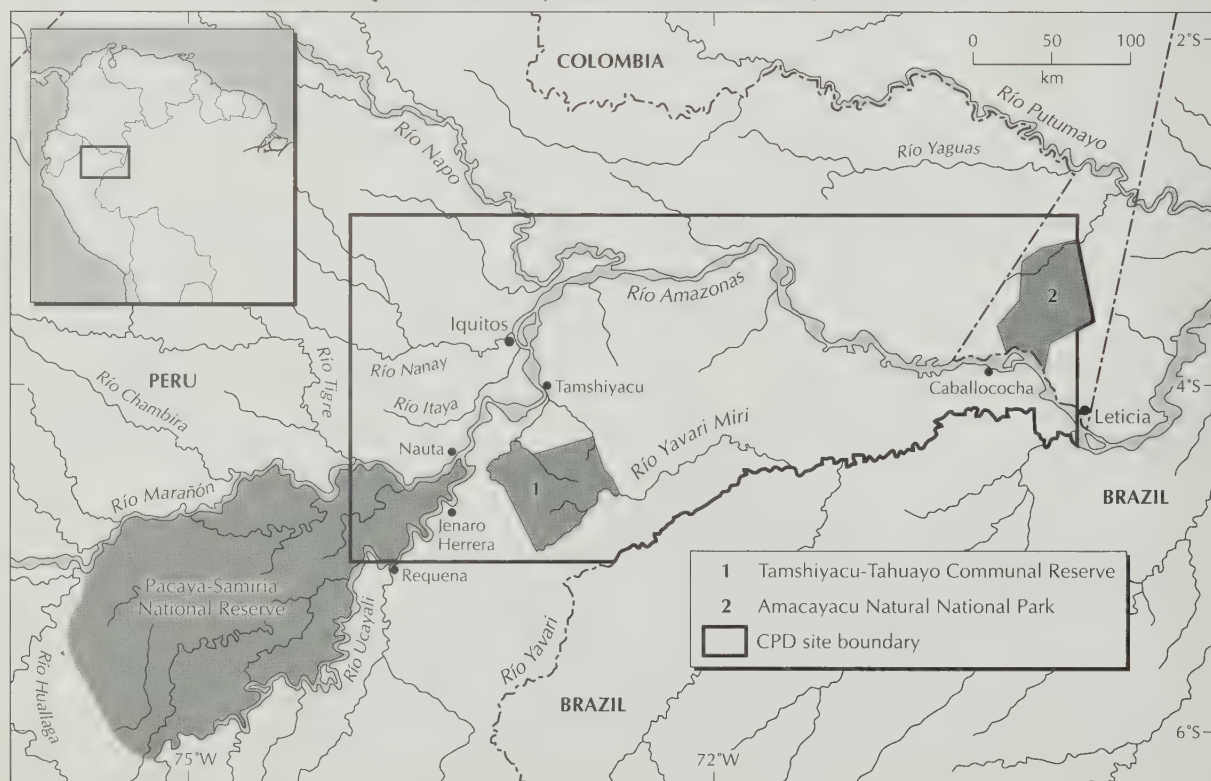 COLOMBIA
0 50 100
km
2°S
Río Putumayo
Río Napo
Río Yaguas
Río Amazonas
2
Iquitos
Río Nanay
PERU
Río Tigre
Río Chambira
Tamshiyacu
Caballococha
4°S
Río Itaya
Leticia
Nauta
Río Yavari Miri
1
Río Marañón
BRAZIL
Jenaro
Herrera
Requena
Pacaya-Samiria
National Reserve
Río Ucayali
Río Huallaga
Río Yavari
BRAZIL
1 Tamshiyacu-Tahuayo Communal Reserve
2 Amacayacu Natural National Park
CPD site boundary
75°W
72°W
6°S